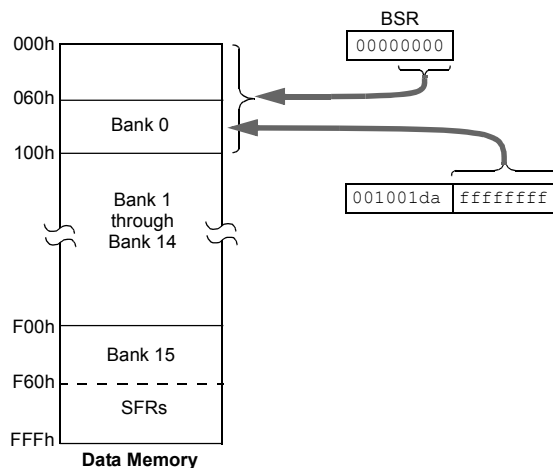 000h
060h
Bank 0
100h
Bank 1
through
Bank 14
F00h
Bank 15
F60h
SFRs
FFFh
Data Memory
BSR
00000000
001001da ffffffff